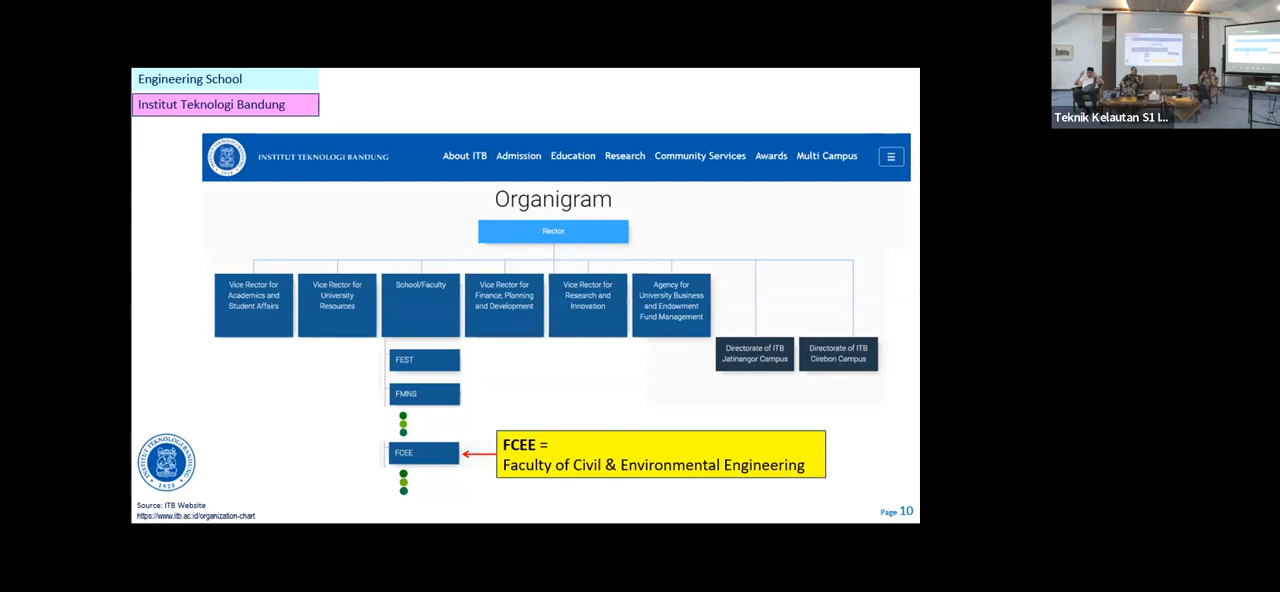 Engineering School
Institut Teknologi Bandung
INSTITUT TEKNOLOGI BANDUNG
About ITB
Admission
Education
Research
Community Services
Awards
Multi Campus
Organigram
Rector
Vice Rector for
Academics and
Student Affairs
Vice Rector for
University
Resources
School/Faculty
Vice Rector for
Finance, Planning
and Development
Vice Rector for
Research and
Innovation
Agency for
University Business
and Endowment
Fund Management
Directorate of ITB
Jatinangor Campus
Directorate of ITB
Cirebon Campus
FEST
FMNS
FCEE
FCEE =
Faculty of Civil & Environmental Engineering
INSTITUT TEKNOLOGI BANDUNG
1920
Source: ITB Website
https://www.itb.ac.id/organization-chart
Page 10
Teknik Kelautan S1 I...